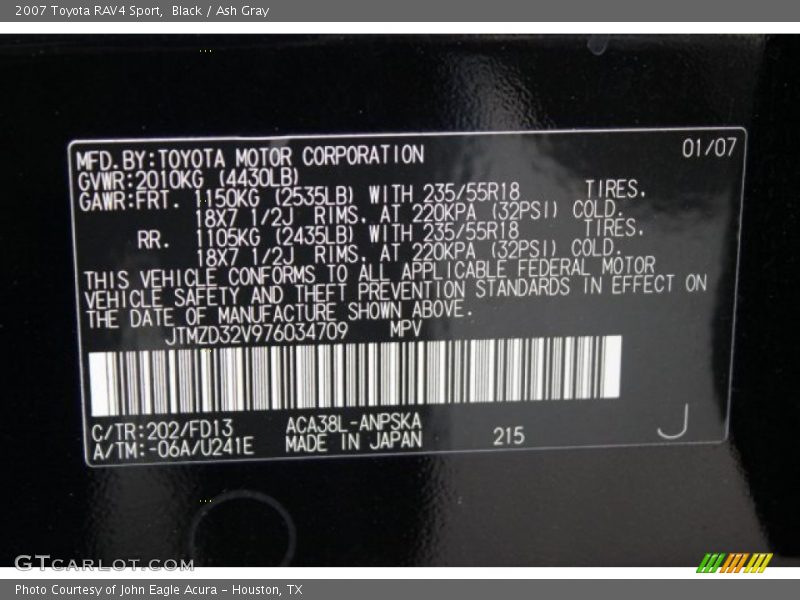 2007 Toyota RAV4 Sport,  Black / Ash Gray
MFD.BY:TOYOTA MOTOR CORPORATION 01/07
GVWR:2010KG (4430LB)
GAWR:FRT. 1150KG (2535LB) WITH 235/55R18 TIRES.
18X7 1/2J RIMS. AT 220KPA (32PSI) COLD.
RR. 1105KG (2435LB) WITH 235/55R18 TIRES.
18X7 1/2J RIMS. AT 220KPA (32PSI) COLD.
THIS VEHICLE CONFORMS TO ALL APPLICABLE FEDERAL MOTOR
VEHICLE SAFETY AND THEFT PREVENTION STANDARDS IN EFFECT ON
THE DATE OF MANUFACTURE SHOWN ABOVE.
JTMZD32V976034709 MPV
C/TR:202/FD13 ACA38L-ANPSKA
A/TM:-06A/U241E MADE IN JAPAN 215 J
GTCARLOT.COM
Photo Courtesy of John Eagle Acura - Houston, TX